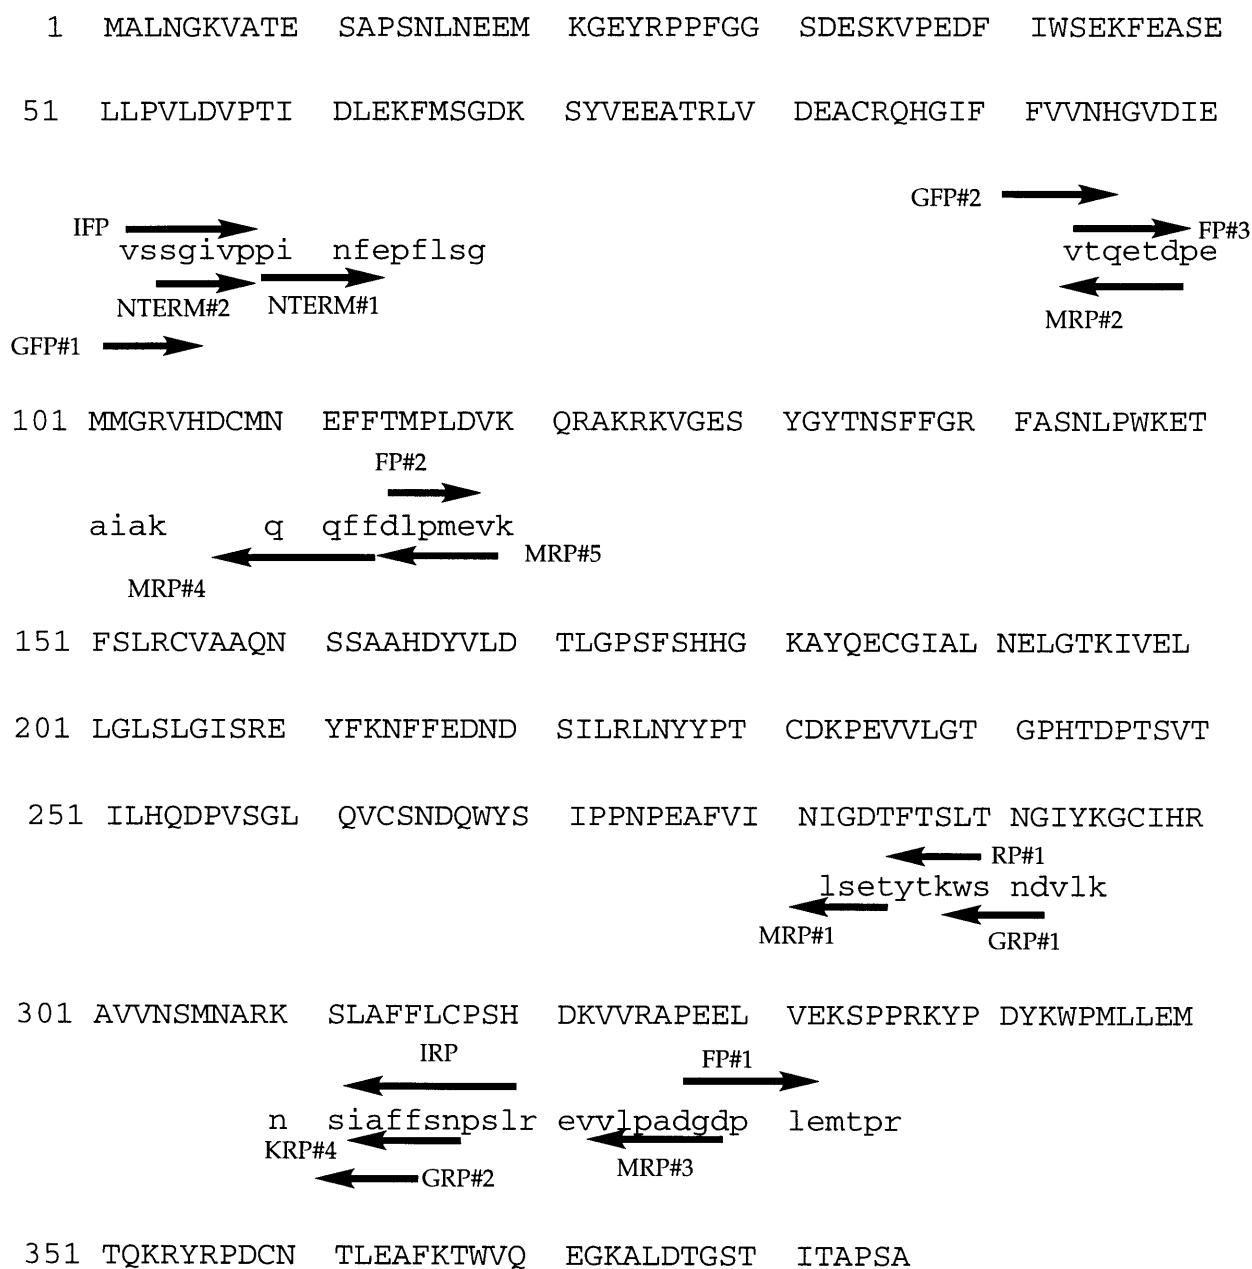 1 MALNGKVATE SAPSNLNEEM KGEYRPPFGG SDESKVPEDF IWSEKFEASE
51 LLPVLDVPTI DLEKFMSGDK SYVEEATRLV DEACRQHGIF FVVNHGVDIE
GFP#2
IFP FP#3
vssgivppi nfepflsg vtqetdpe
NTERM#2 NTERM#1 MRP#2
GFP#1
101 MMGRVHDCMN EFFTMPLDVK QRAKRKVGES YGYTNSFFGR FASNLPWKET
FP#2
aiak q qffdlpmevk
MRP#4 MRP#5
151 FSLRCVAAQN SSAAHDYVLD TLGPSFSHHG KAYQECGIAL NELGTKIVEL
201 LGLSLGISRE YFKNFFEDND SILRLNYYPT CDKPEVVLGT GPHTDPTSVT
251 ILHQDPVSGL QVCSNDQWYS IPPNPEAFVI NIGDTFTSLT NGIYKGCIHR
RP#1
lsetytkws ndvlk
MRP#1 GRP#1
301 AVVNSMNARK SLAFFLCPSH DKVVRAPEEL VEKSPPRKYP DYKWPMLLEM
IRP FP#1
n siaffsnpslr evvlpadgdp lemtpr
KRP#4 MRP#3
GRP#2
351 TQKRYRPDCN TLEAFKTWVQ EGKALDTGST ITAPSA